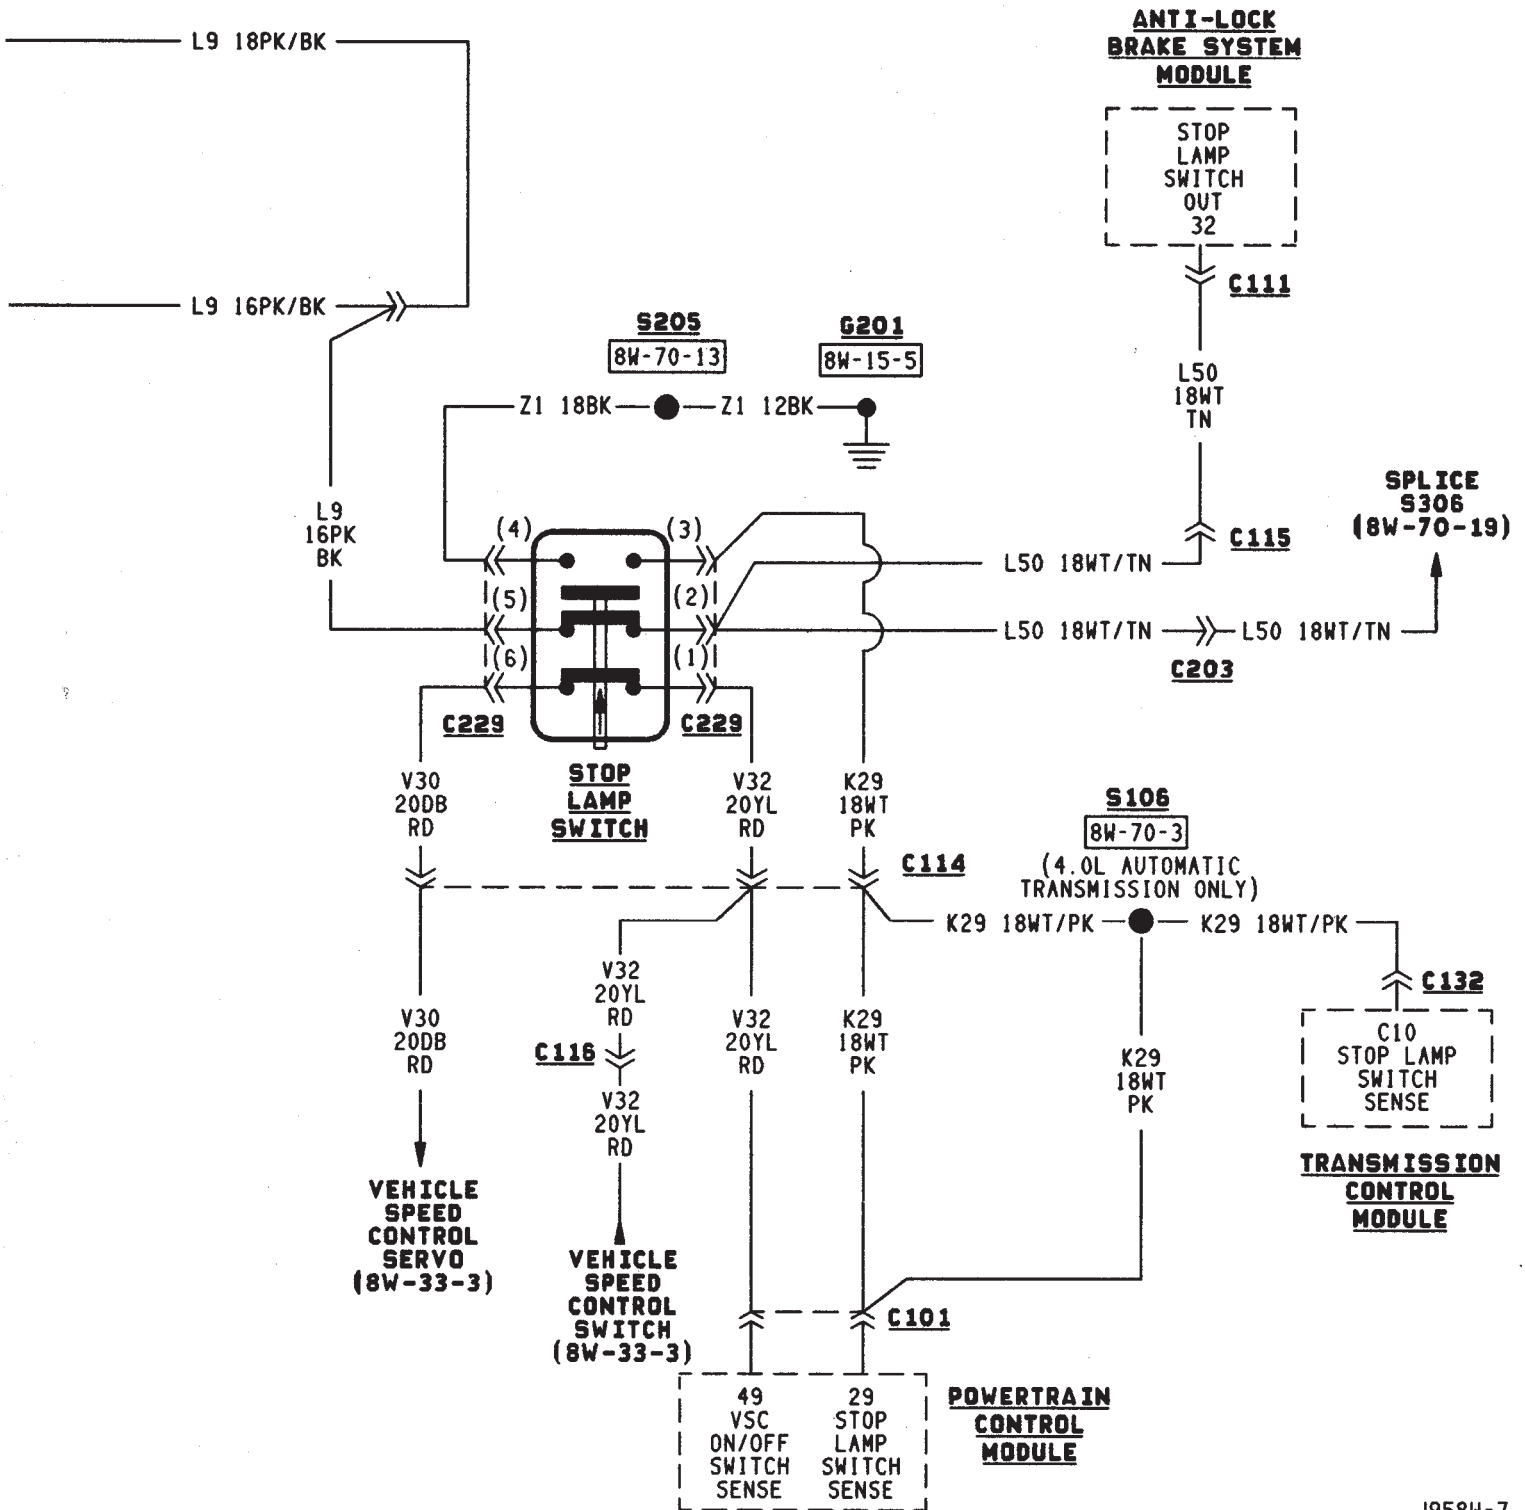 ANTI-LOCK
BRAKE SYSTEM
MODULE
L9 18PK/BK
STOP
LAMP
SWITCH
OUT
32
C111
L9 16PK/BK
S205
8W-70-13
G201
8W-15-5
L50
18WT
TN
Z1 18BK
Z1 12BK
SPLICE
S306
(8W-70-19)
L9
16PK
BK
(4)
(3)
C115
L50 18WT/TN
(5)
(2)
L50 18WT/TN
L50 18WT/TN
C203
(6)
(1)
C229
C229
STOP
LAMP
SWITCH
V30
20DB
RD
V32
20YL
RD
K29
18WT
PK
S106
8W-70-3
(4.0L AUTOMATIC
TRANSMISSION ONLY)
C114
K29 18WT/PK
K29 18WT/PK
V32
20YL
RD
C132
V30
20DB
RD
C116
V32
20YL
RD
V32
20YL
RD
K29
18WT
PK
K29
18WT
PK
C10
STOP LAMP
SWITCH
SENSE
TRANSMISSION
CONTROL
MODULE
VEHICLE
SPEED
CONTROL
SERVO
(8W-33-3)
VEHICLE
SPEED
CONTROL
SWITCH
(8W-33-3)
C101
49
VSC
ON/OFF
SWITCH
SENSE
29
STOP
LAMP
SWITCH
SENSE
POWERTRAIN
CONTROL
MODULE